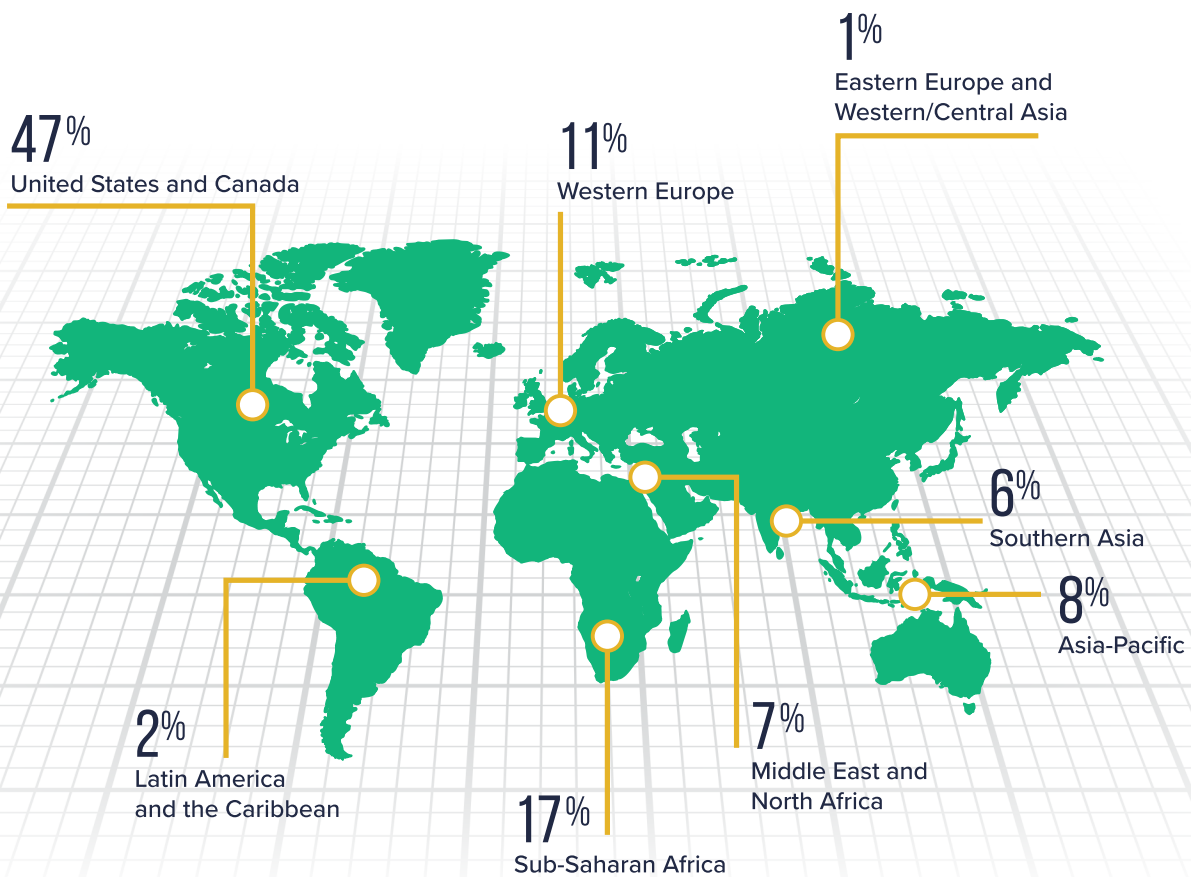 1%
Eastern Europe and
Western/Central Asia
47%
United States and Canada
11%
Western Europe
6%
Southern Asia
8%
Asia-Pacific
2%
Latin America
and the Caribbean
7%
Middle East and
North Africa
17%
Sub-Saharan Africa